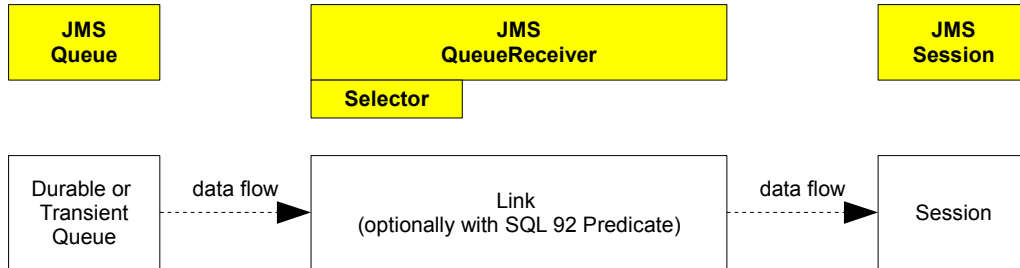 JMS
Queue
JMS
QueueReceiver
JMS
Session
Selector
Durable or
Transient
Queue
data flow
Link
(optionally with SQL 92 Predicate)
data flow
Session